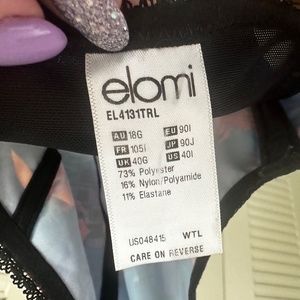 elomi
EL4131TRL
AU 18G EU 90I
FR 105I JP 90J
UK 40G US 40I
73% Polyester
16% Nylon/Polyamide
11% Elastane
US048415 WTL
CARE ON REVERSE